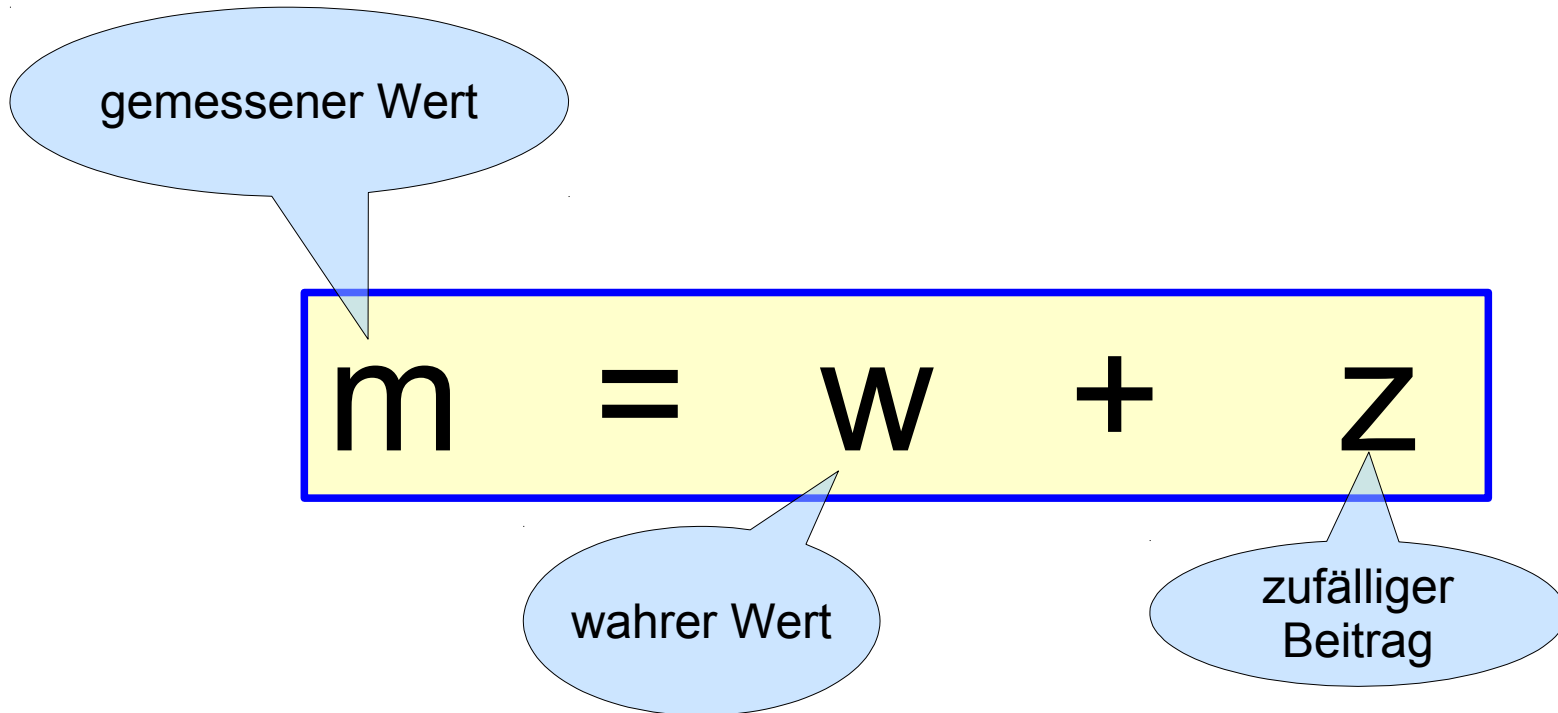 gemessener Wert
m = w + z
wahrer Wert
zufälliger
Beitrag